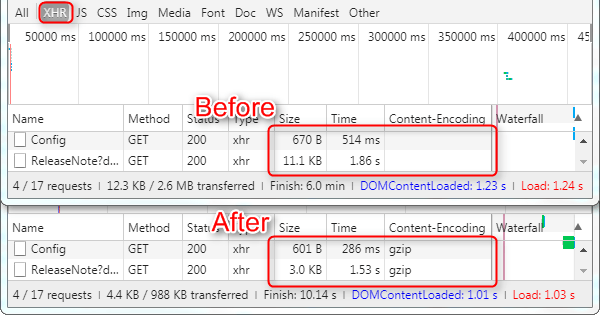 All XHR JS CSS Img Media Font Doc WS Manifest Other
50000 ms 100000 ms 150000 ms 200000 ms 250000 ms 300000 ms 350000 ms 400000 ms 45
Before
Name Method Status Type Size Time Content-Encoding Waterfall
Config GET 200 xhr 670 B 514 ms
ReleaseNote?d... GET 200 xhr 11.1 KB 1.86 s
4 / 17 requests | 12.3 KB / 2.6 MB transferred | Finish: 6.0 min | DOMContentLoaded: 1.23 s | Load: 1.24 s
After
Name Method Status Type Size Time Content-Encoding Waterfall
Config GET 200 xhr 601 B 286 ms gzip
ReleaseNote?d... GET 200 xhr 3.0 KB 1.53 s gzip
4 / 17 requests | 4.4 KB / 988 KB transferred | Finish: 10.14 s | DOMContentLoaded: 1.01 s | Load: 1.03 s